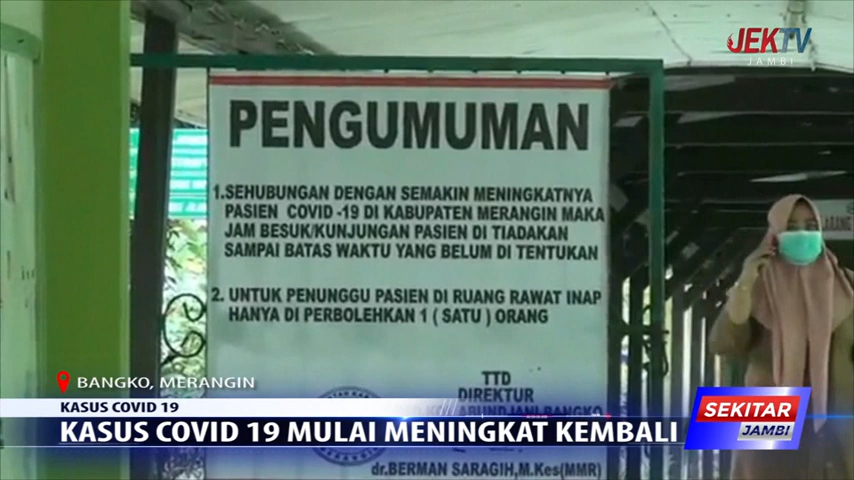 JEKTV
JAMBI
PENGUMUMAN
1.SEHUBUNGAN DENGAN SEMAKIN MENINGKATNYA
PASIEN COVID -19 DI KABUPATEN MERANGIN MAKA
JAM BESUK/KUNJUNGAN PASIEN DI TIADAKAN
SAMPAI BATAS WAKTU YANG BELUM DI TENTUKAN
2. UNTUK PENUNGGU PASIEN DI RUANG RAWAT INAP
HANYA DI PERBOLEHKAN 1 ( SATU ) ORANG
TTD
DIREKTUR
BANGKO
dr.BERMAN SARAGIH,M.Kes(MMR)
BANGKO, MERANGIN
KASUS COVID 19
KASUS COVID 19 MULAI MENINGKAT KEMBALI
SEKITAR
JAMBI